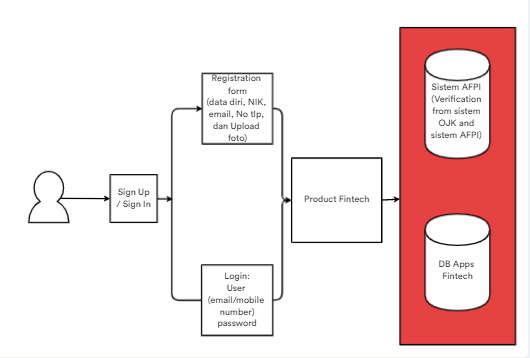 Registration
form
(data diri, NIK,
email, No tlp,
dan Upload
foto)
Sistem AFPI
(Verification
from sistem
OJK and
sistem AFPI)
Sign Up
/ Sign In
Product Fintech
Login:
User
(email/mobile
number)
password
DB Apps
Fintech